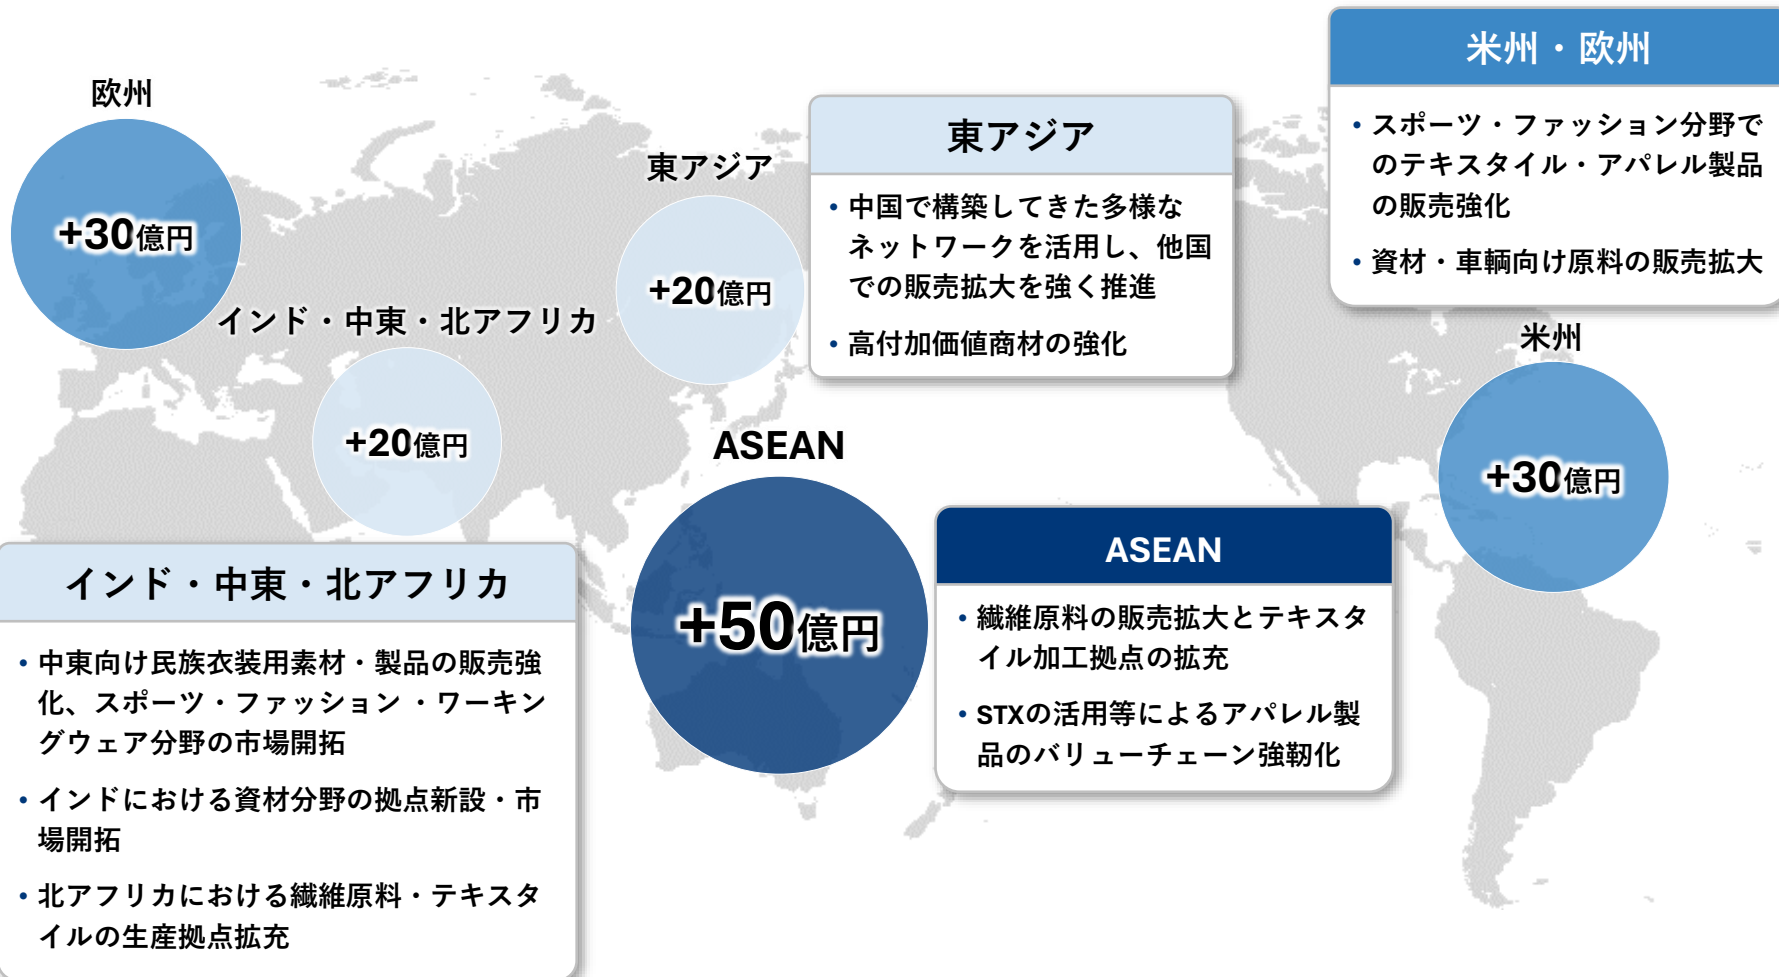 欧州
+30億円
インド・中東・北アフリカ
+20億円
東アジア
+20億円
ASEAN
+50億円
米州
+30億円
東アジア
・中国で構築してきた多様な
ネットワークを活用し、他国
での販売拡大を強く推進
・高付加価値商材の強化
米州・欧州
・スポーツ・ファッション分野で
のテキスタイル・アパレル製品
の販売強化
・資材・車輌向け原料の販売拡大
インド・中東・北アフリカ
・中東向け民族衣装用素材・製品の販売強
化、スポーツ・ファッション・ワーキン
グウェア分野の市場開拓
・インドにおける資材分野の拠点新設・市
場開拓
・北アフリカにおける繊維原料・テキスタ
イルの生産拠点拡充
ASEAN
・繊維原料の販売拡大とテキスタ
イル加工拠点の拡充
・STXの活用等によるアパレル製
品のバリューチェーン強靭化